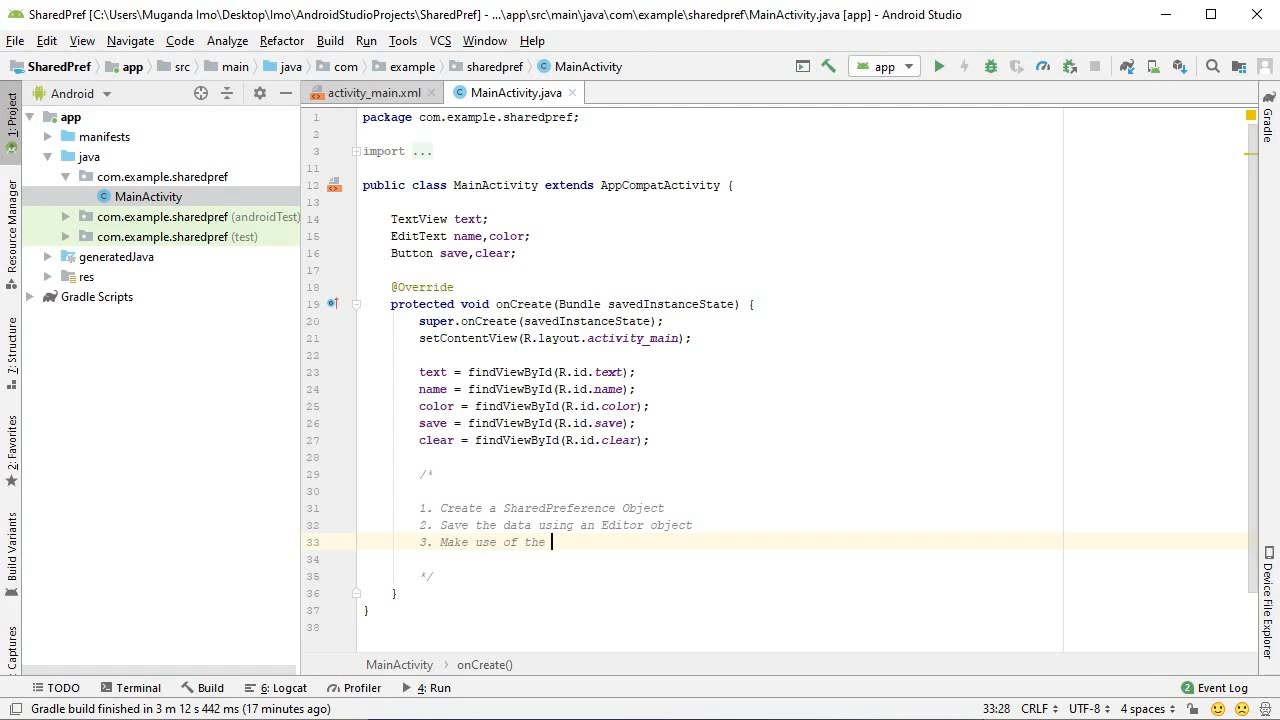 SharedPref [C:\Users\Muganda Imo\Desktop\Imo\AndroidStudioProjects\SharedPref] - ...\app\src\main\java\com\example\sharedpref\MainActivity.java [app] - Android Studio
File Edit View Navigate Code Analyze Refactor Build Run Tools VCS Window Help
SharedPref app src main java com example sharedpref MainActivity app
Android activity_main.xml MainActivity.java
1: Project
Resource Manager
7: Structure
2: Favorites
Build Variants
Captures
app
manifests
java
com.example.sharedpref
MainActivity
com.example.sharedpref (androidTest)
com.example.sharedpref (test)
generatedJava
res
Gradle Scripts
1 package com.example.sharedpref;
2
3 import ...
11
12 public class MainActivity extends AppCompatActivity {
13
14 TextView text;
15 EditText name,color;
16 Button save,clear;
17
18 @Override
19 protected void onCreate(Bundle savedInstanceState) {
20 super.onCreate(savedInstanceState);
21 setContentView(R.layout.activity_main);
22
23 text = findViewById(R.id.text);
24 name = findViewById(R.id.name);
25 color = findViewById(R.id.color);
26 save = findViewById(R.id.save);
27 clear = findViewById(R.id.clear);
28
29 /*
30
31 1. Create a SharedPreference Object
32 2. Save the data using an Editor object
33 3. Make use of the
34
35 */
36 }
37 }
38
Gradle
Device File Explorer
MainActivity onCreate()
TODO Terminal Build 6: Logcat Profiler 4: Run 2 Event Log
Gradle build finished in 3 m 12 s 442 ms (17 minutes ago) 33:28 CRLF UTF-8 4 spaces